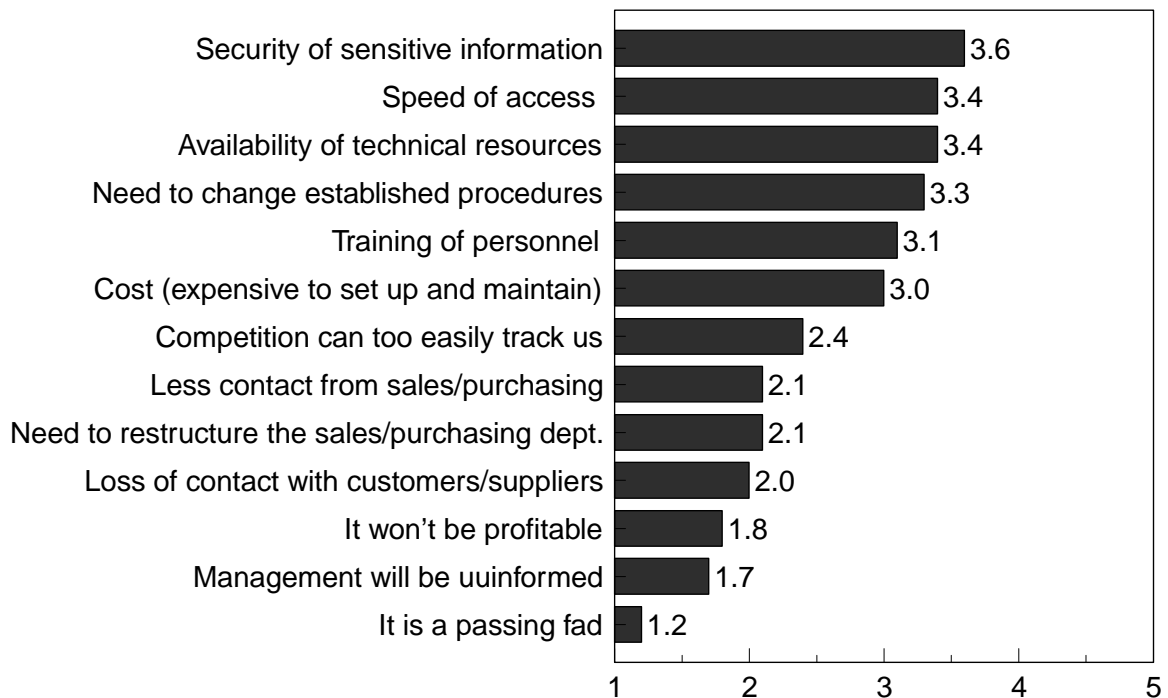 Security of sensitive information 3.6
Speed of access 3.4
Availability of technical resources 3.4
Need to change established procedures 3.3
Training of personnel 3.1
Cost (expensive to set up and maintain) 3.0
Competition can too easily track us 2.4
Less contact from sales/purchasing 2.1
Need to restructure the sales/purchasing dept. 2.1
Loss of contact with customers/suppliers 2.0
It won’t be profitable 1.8
Management will be uuinformed 1.7
It is a passing fad 1.2
1 2 3 4 5